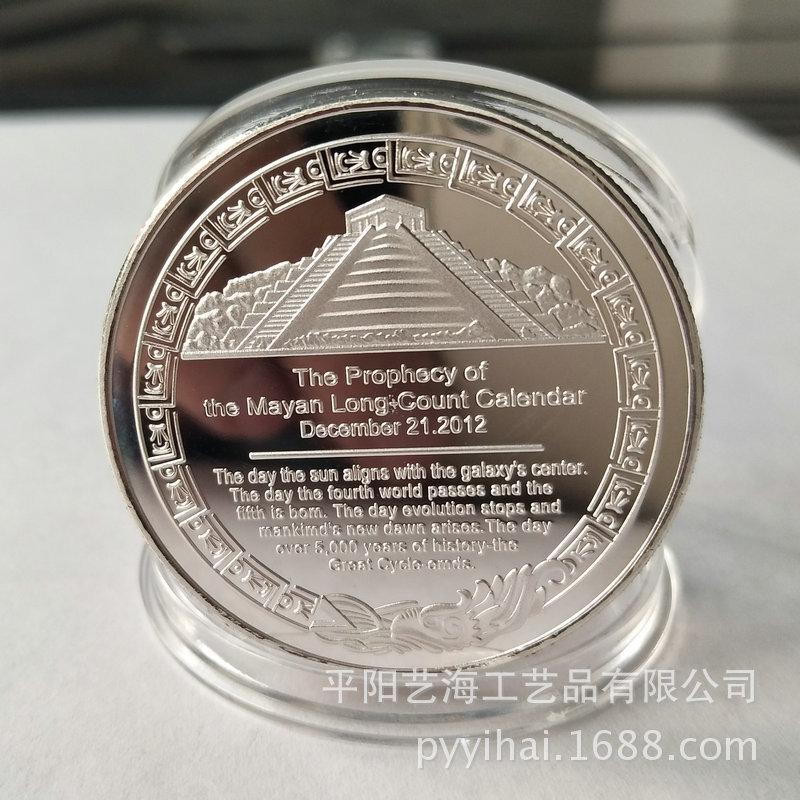 The Prophecy of
the Mayan Long-Count Calendar
December 21.2012
The day the sun aligns with the galaxy's center.
The day the fourth world passes and the
fifth is bom. The day evolution stops and
mankimd's new dawn arises.The day
over 5,000 years of history-the
Great Cycle-emds.
平阳艺海工艺品有限公司
pyyihai.1688.com